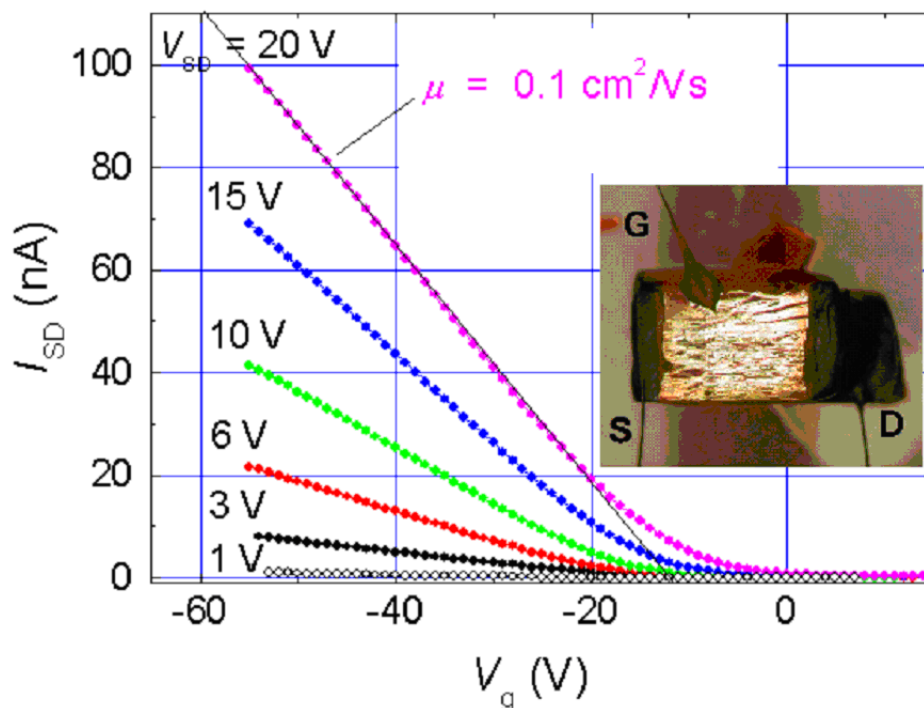 V_SD = 20 V
100
μ = 0.1 cm²/Vs
80
15 V
G
60
10 V
40
6 V
S
D
20
3 V
1 V
0
-60
-40
-20
0
I_SD (nA)
V_g (V)